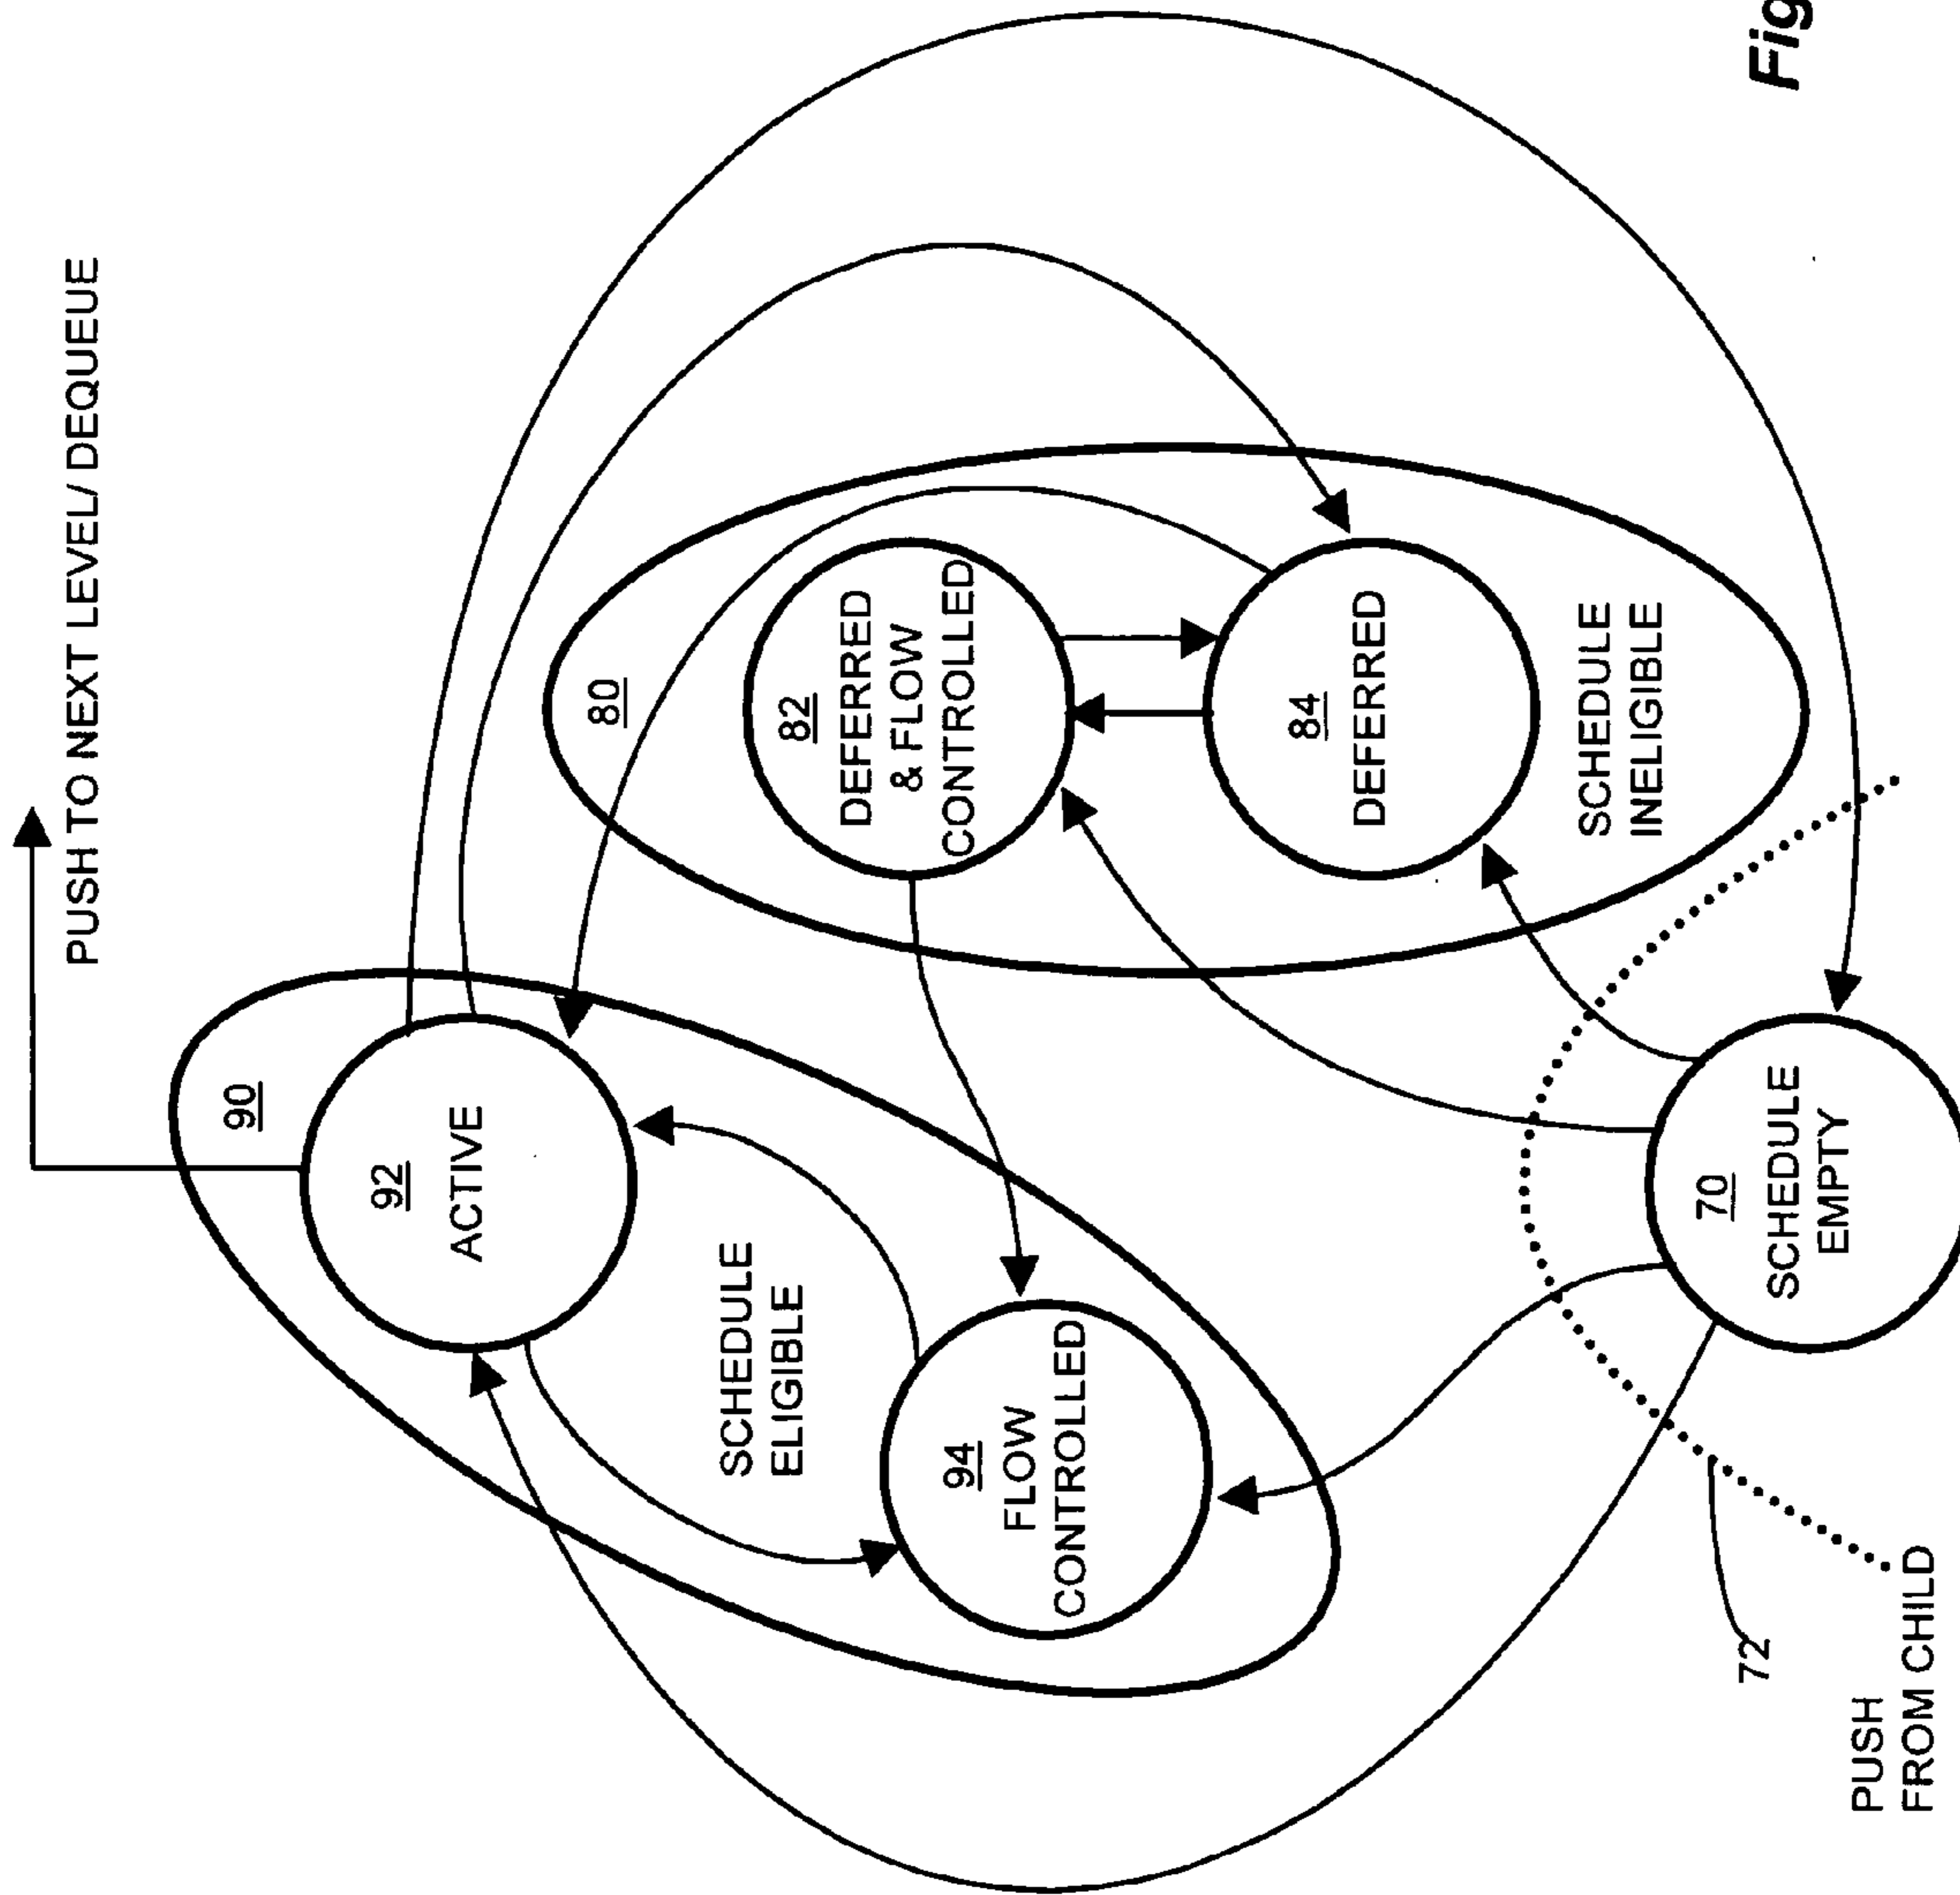 PUSH TO NEXT LEVEL/ DEQUEUE
90
92
ACTIVE
SCHEDULE
ELIGIBLE
94
FLOW
CONTROLLED
80
82
DEFERRED
& FLOW
CONTROLLED
84
DEFERRED
SCHEDULE
INELIGIBLE
70
SCHEDULE
EMPTY
72
PUSH
FROM CHILD
Fig